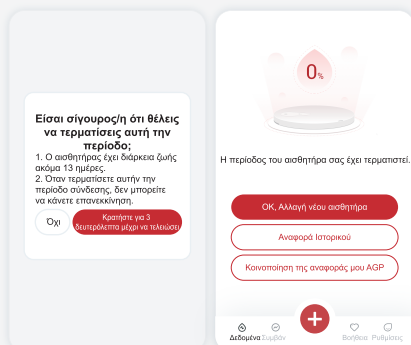 Είσαι σίγουρος/η ότι θέλεις
να τερματίσεις αυτή την
περίοδο;
1. Ο αισθητήρας έχει διάρκεια ζωής
ακόμα 13 ημέρες.
2. Όταν τερματίσετε αυτήν την
περίοδο σύνδεσης, δεν μπορείτε
να κάνετε επανεκκίνηση.
Όχι
Κρατήστε για 3
δευτερόλεπτα μέχρι να τελειώσει
0%
Η περίοδος του αισθητήρα σας έχει τερματιστεί.
OK, Αλλαγή νέου αισθητήρα
Αναφορά Ιστορικού
Κοινοποίηση της αναφοράς μου AGP
Δεδομένα Συμβάν Βοήθεια Ρυθμίσεις